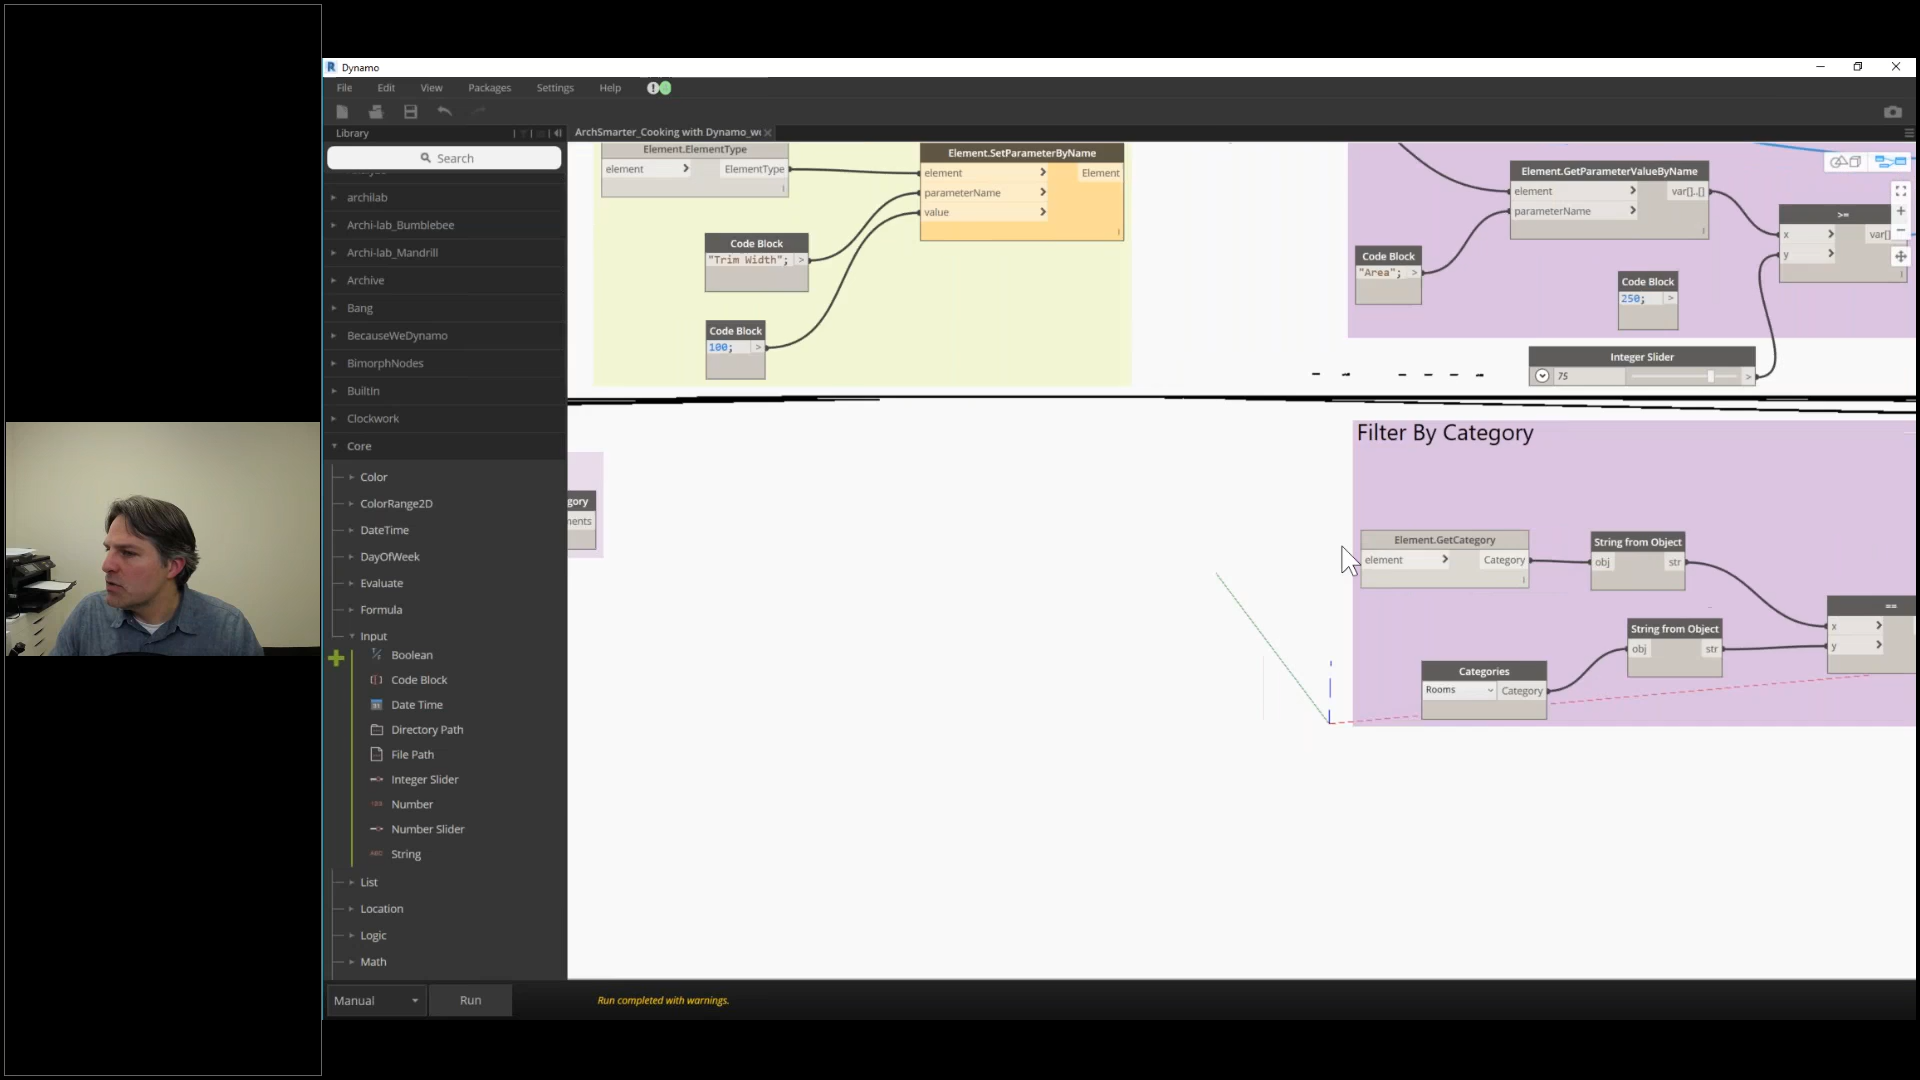 Dynamo
File Edit View Packages Settings Help
Library
ArchSmarter_Cooking with Dynamo_w
Search
archilab
Archi-lab_Bumblebee
Archi-lab_Mandrill
Archive
Bang
BecauseWeDynamo
BimorphNodes
Builtin
Clockwork
Core
Color
ColorRange2D
DateTime
DayOfWeek
Evaluate
Formula
Input
Boolean
Code Block
Date Time
Directory Path
File Path
Integer Slider
Number
Number Slider
String
List
Location
Logic
Math
Manual
Run
Run completed with warnings.
Element.ElementType
element > ElementType
Element.SetParameterByName
element > Element
parameterName >
value >
Code Block
"Trim Width"; >
Code Block
100; >
Element.GetParameterValueByName
element > var[]..[]
parameterName >
Code Block
"Area"; >
Code Block
250; >
>=
x > var[]
y >
Integer Slider
75 >
gory
ments
Filter By Category
Element.GetCategory
element > Category
String from Object
obj str
String from Object
obj str
Categories
Rooms Category
==
x >
y >